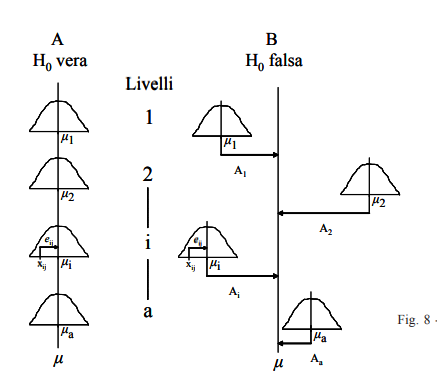 A
B
H0 vera
H0 falsa
Livelli
1
μ1
μ1
A1
2
μ2
μ2
A2
eij
i
eij
xij
μi
xij
μi
Ai
a
μa
μa
Fig. 8 -
μ
μ
Aa